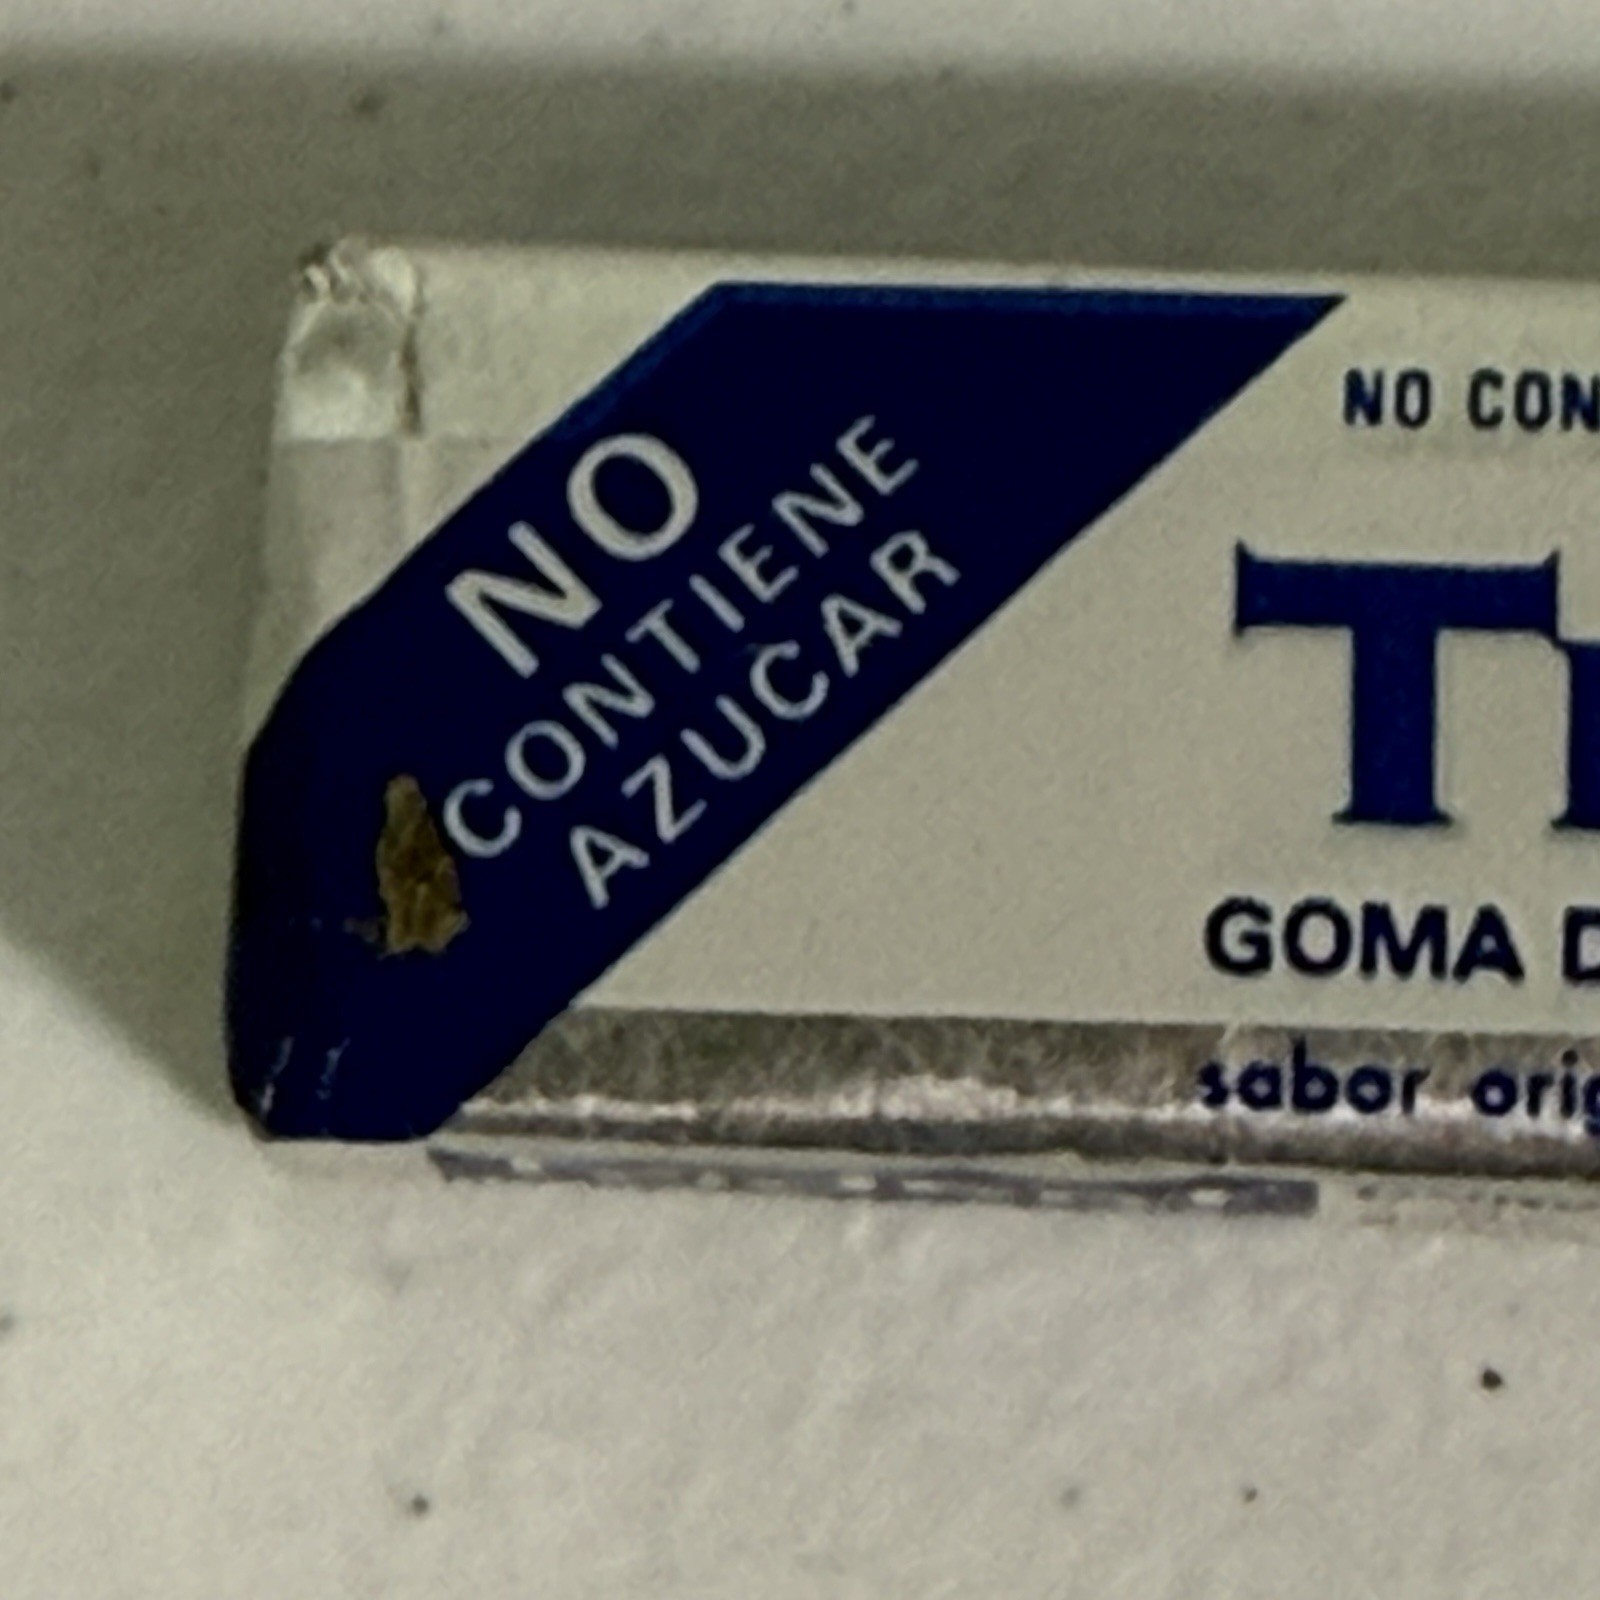 NO
CONTIENE
AZUCAR
NO CON
T
GOMA D
sabor orig